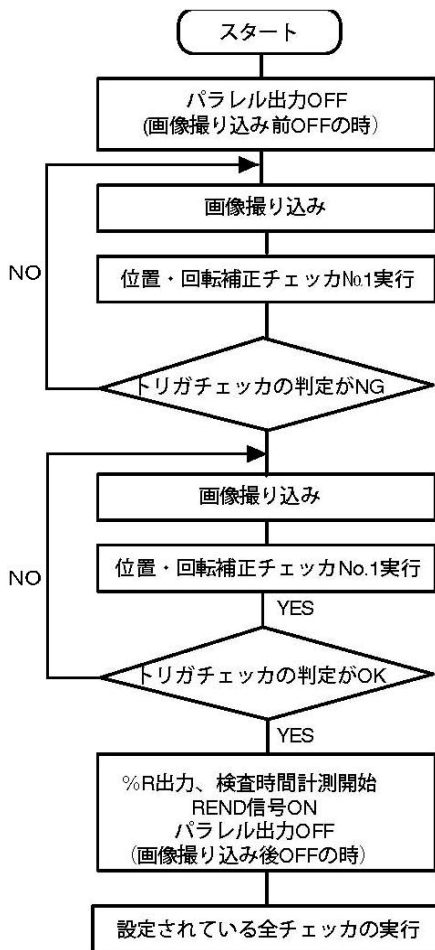 スタート
パラレル出力OFF
(画像撮り込み前OFFの時)
画像撮り込み
NO
位置・回転補正チェッカNo.1実行
トリガチェッカの判定がNG
画像撮り込み
NO
位置・回転補正チェッカNo.1実行
YES
トリガチェッカの判定がOK
YES
%R出力、検査時間計測開始
REND信号ON
パラレル出力OFF
(画像撮り込み後OFFの時)
設定されている全チェッカの実行